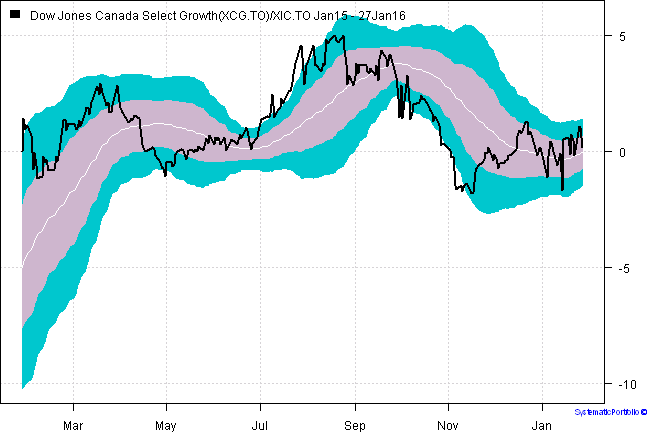 Dow Jones Canada Select Growth(XCG.TO)/XIC.TO Jan15 - 27Jan16
5
0
-5
-10
Mar May Jul Sep Nov Jan
SystematicPortfolio ©